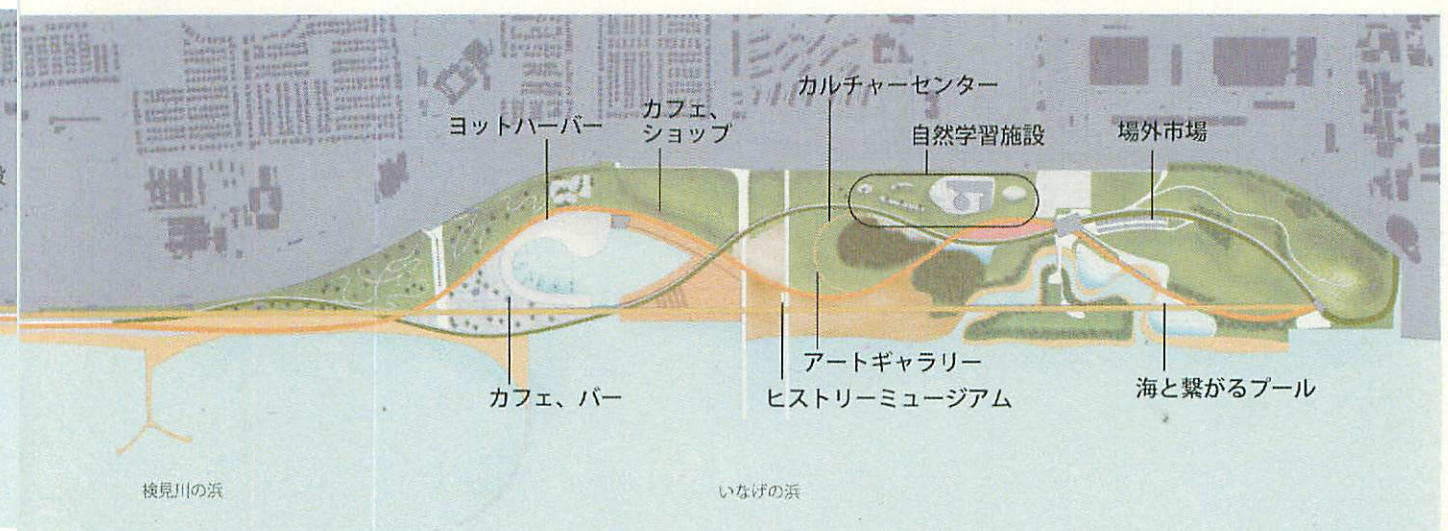 カルチャーセンター
カフェ、
ショップ
ヨットハーバー
自然学習施設
場外市場
アートギャラリー
カフェ、バー
ヒストリーミュージアム
海と繋がるプール
検見川の浜
いなげの浜